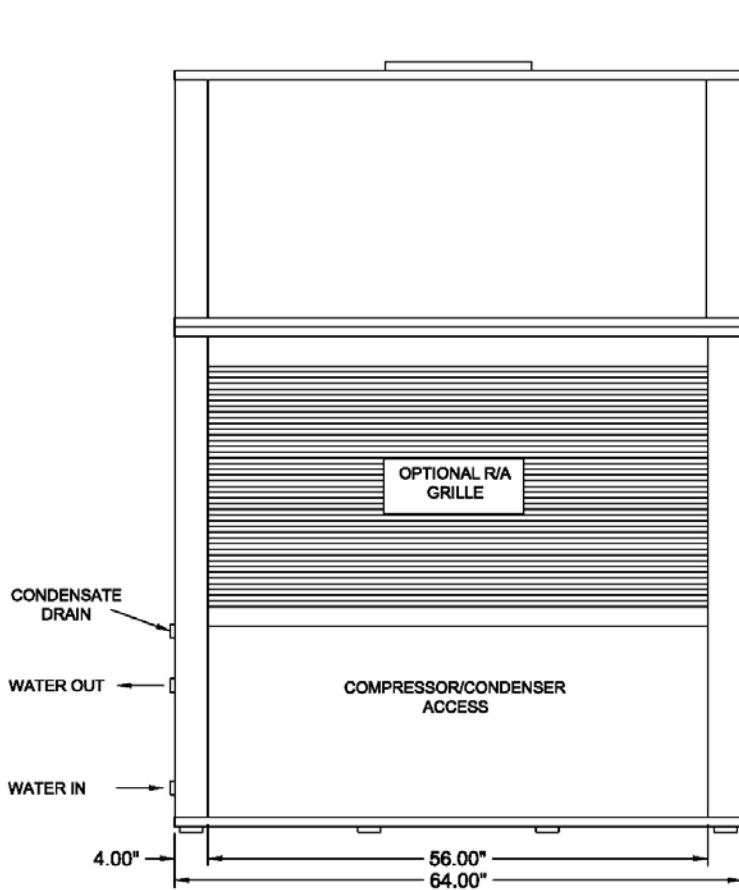 OPTIONAL R/A
GRILLE
CONDENSATE
DRAIN
WATER OUT
COMPRESSOR/CONDENSER
ACCESS
WATER IN
4.00"
56.00"
64.00"